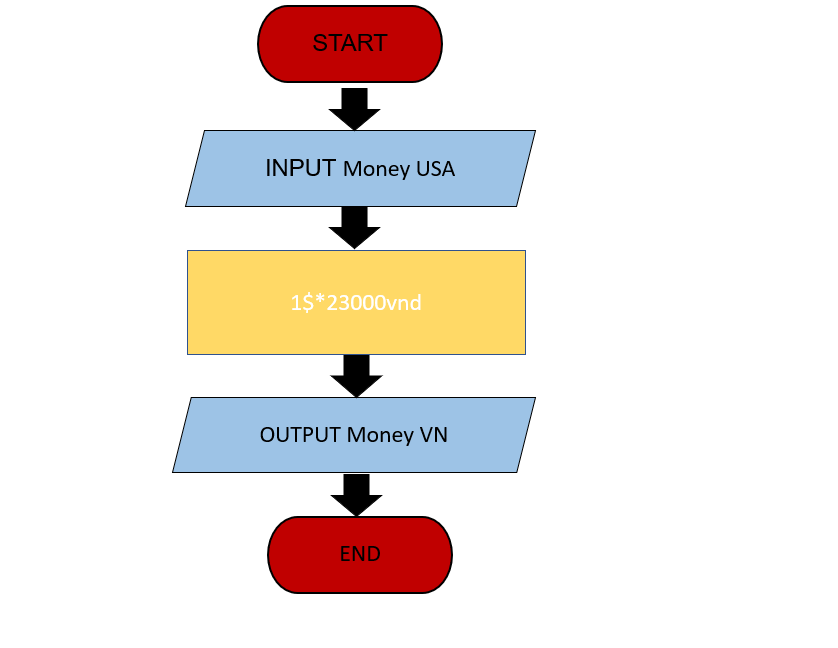 START
INPUT Money USA
1$*23000vnd
OUTPUT Money VN
END